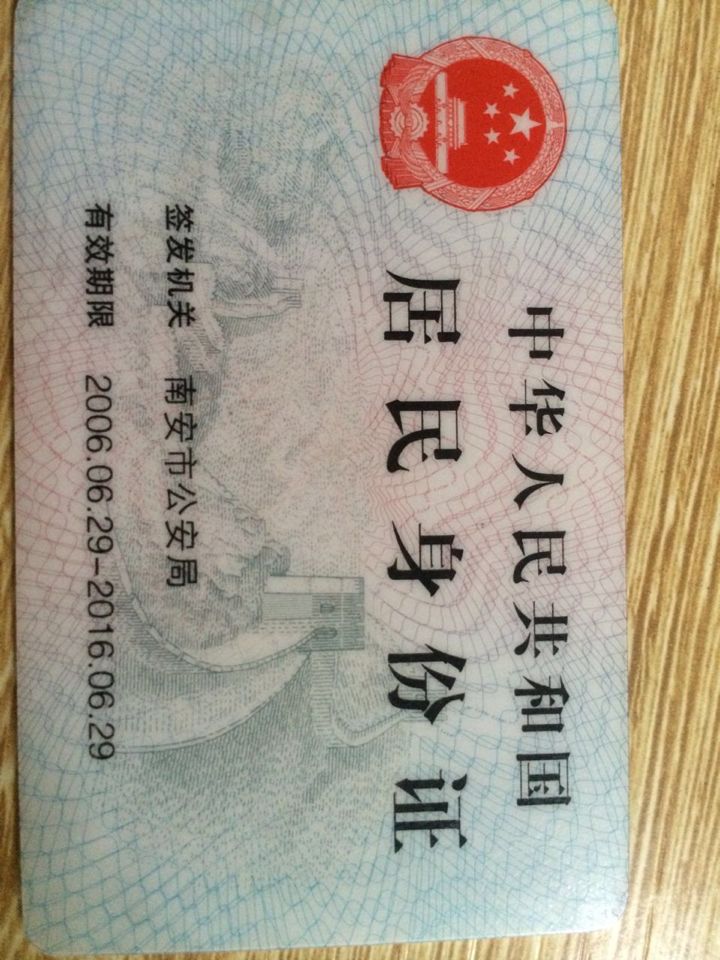 中华人民共和国
居民身份证
签发机关 南安市公安局
有效期限 2006.06.29-2016.06.29